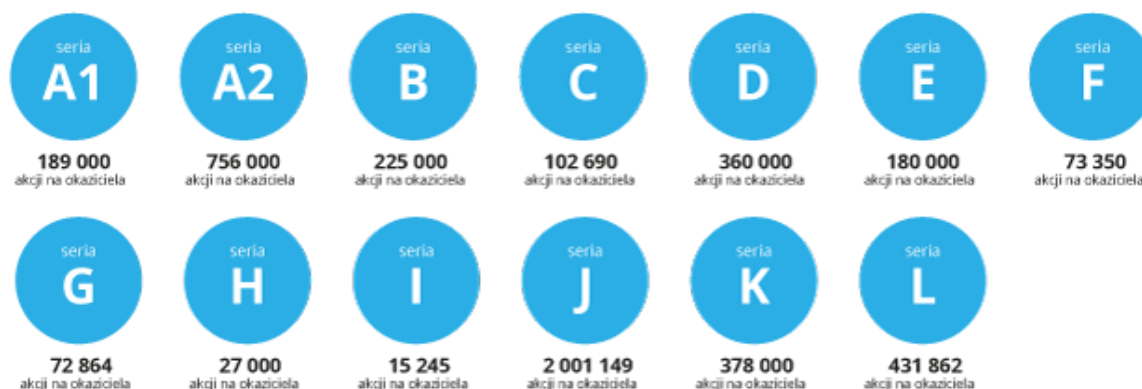 seria seria seria seria seria seria seria
A1 A2 B C D E F
189 000 756 000 225 000 102 690 360 000 180 000 73 350
akcji na okaziciela akcji na okaziciela akcji na okaziciela akcji na okaziciela akcji na okaziciela akcji na okaziciela akcji na okaziciela
seria seria seria seria seria seria
G H I J K L
72 864 27 000 15 245 2 001 149 378 000 431 862
akcji na okaziciela akcji na okaziciela akcji na okaziciela akcji na okaziciela akcji na okaziciela akcji na okaziciela